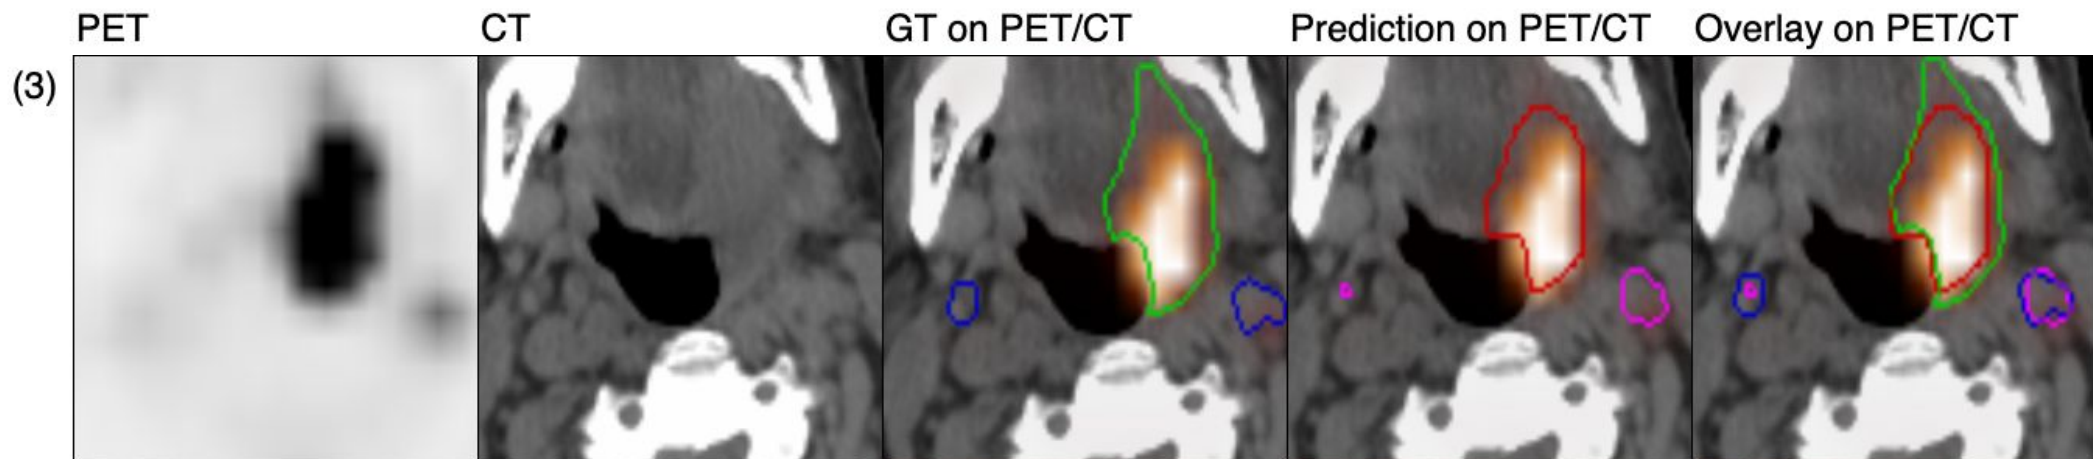 PET CT GT on PET/CT Prediction on PET/CT Overlay on PET/CT
(3)